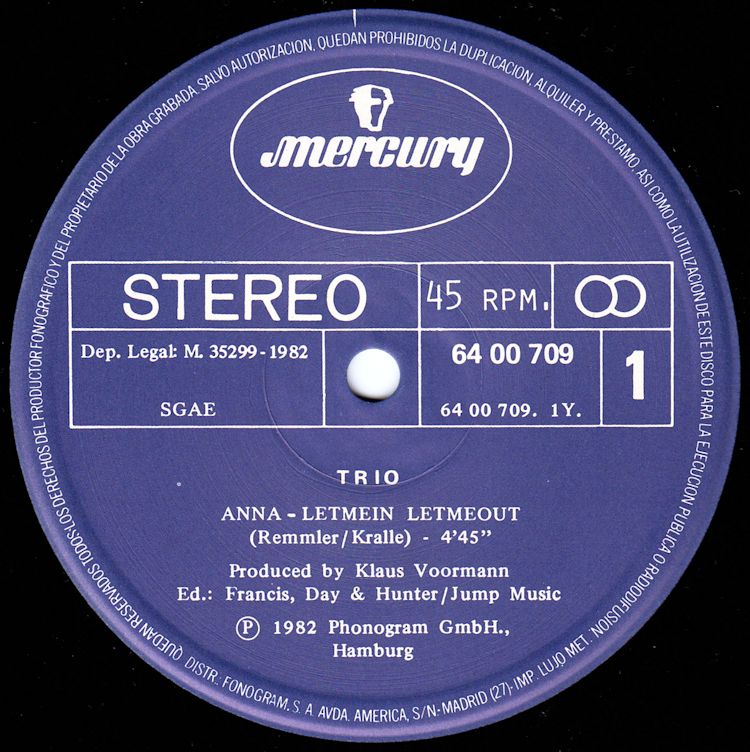 QUEDAN RESERVADOS TODOS LOS DERECHOS DEL PRODUCTOR FONOGRAFICO Y DEL PROPIETARIO DE LA OBRA GRABADA. SALVO AUTORIZACION, QUEDAN PROHIBIDOS LA DUPLICACION, ALQUILER Y PRESTAMO, ASI COMO LA UTILIZACION DE ESTE DISCO PARA LA EJECUCION PUBLICA O RADIODIFUSION
mercury
STEREO 45 RPM.
Dep. Legal: M. 35299-1982 64 00 709 1
SGAE 64 00 709. 1Y.
TRIO
ANNA - LETMEIN LETMEOUT
(Remmler/Kralle) - 4'45"
Produced by Klaus Voormann
Ed.: Francis, Day & Hunter/Jump Music
Ⓟ 1982 Phonogram GmbH.,
Hamburg
DISTR.: FONOGRAM, S. A. AVDA. AMERICA, S/N-MADRID (27)-IMP. LUJO MET.